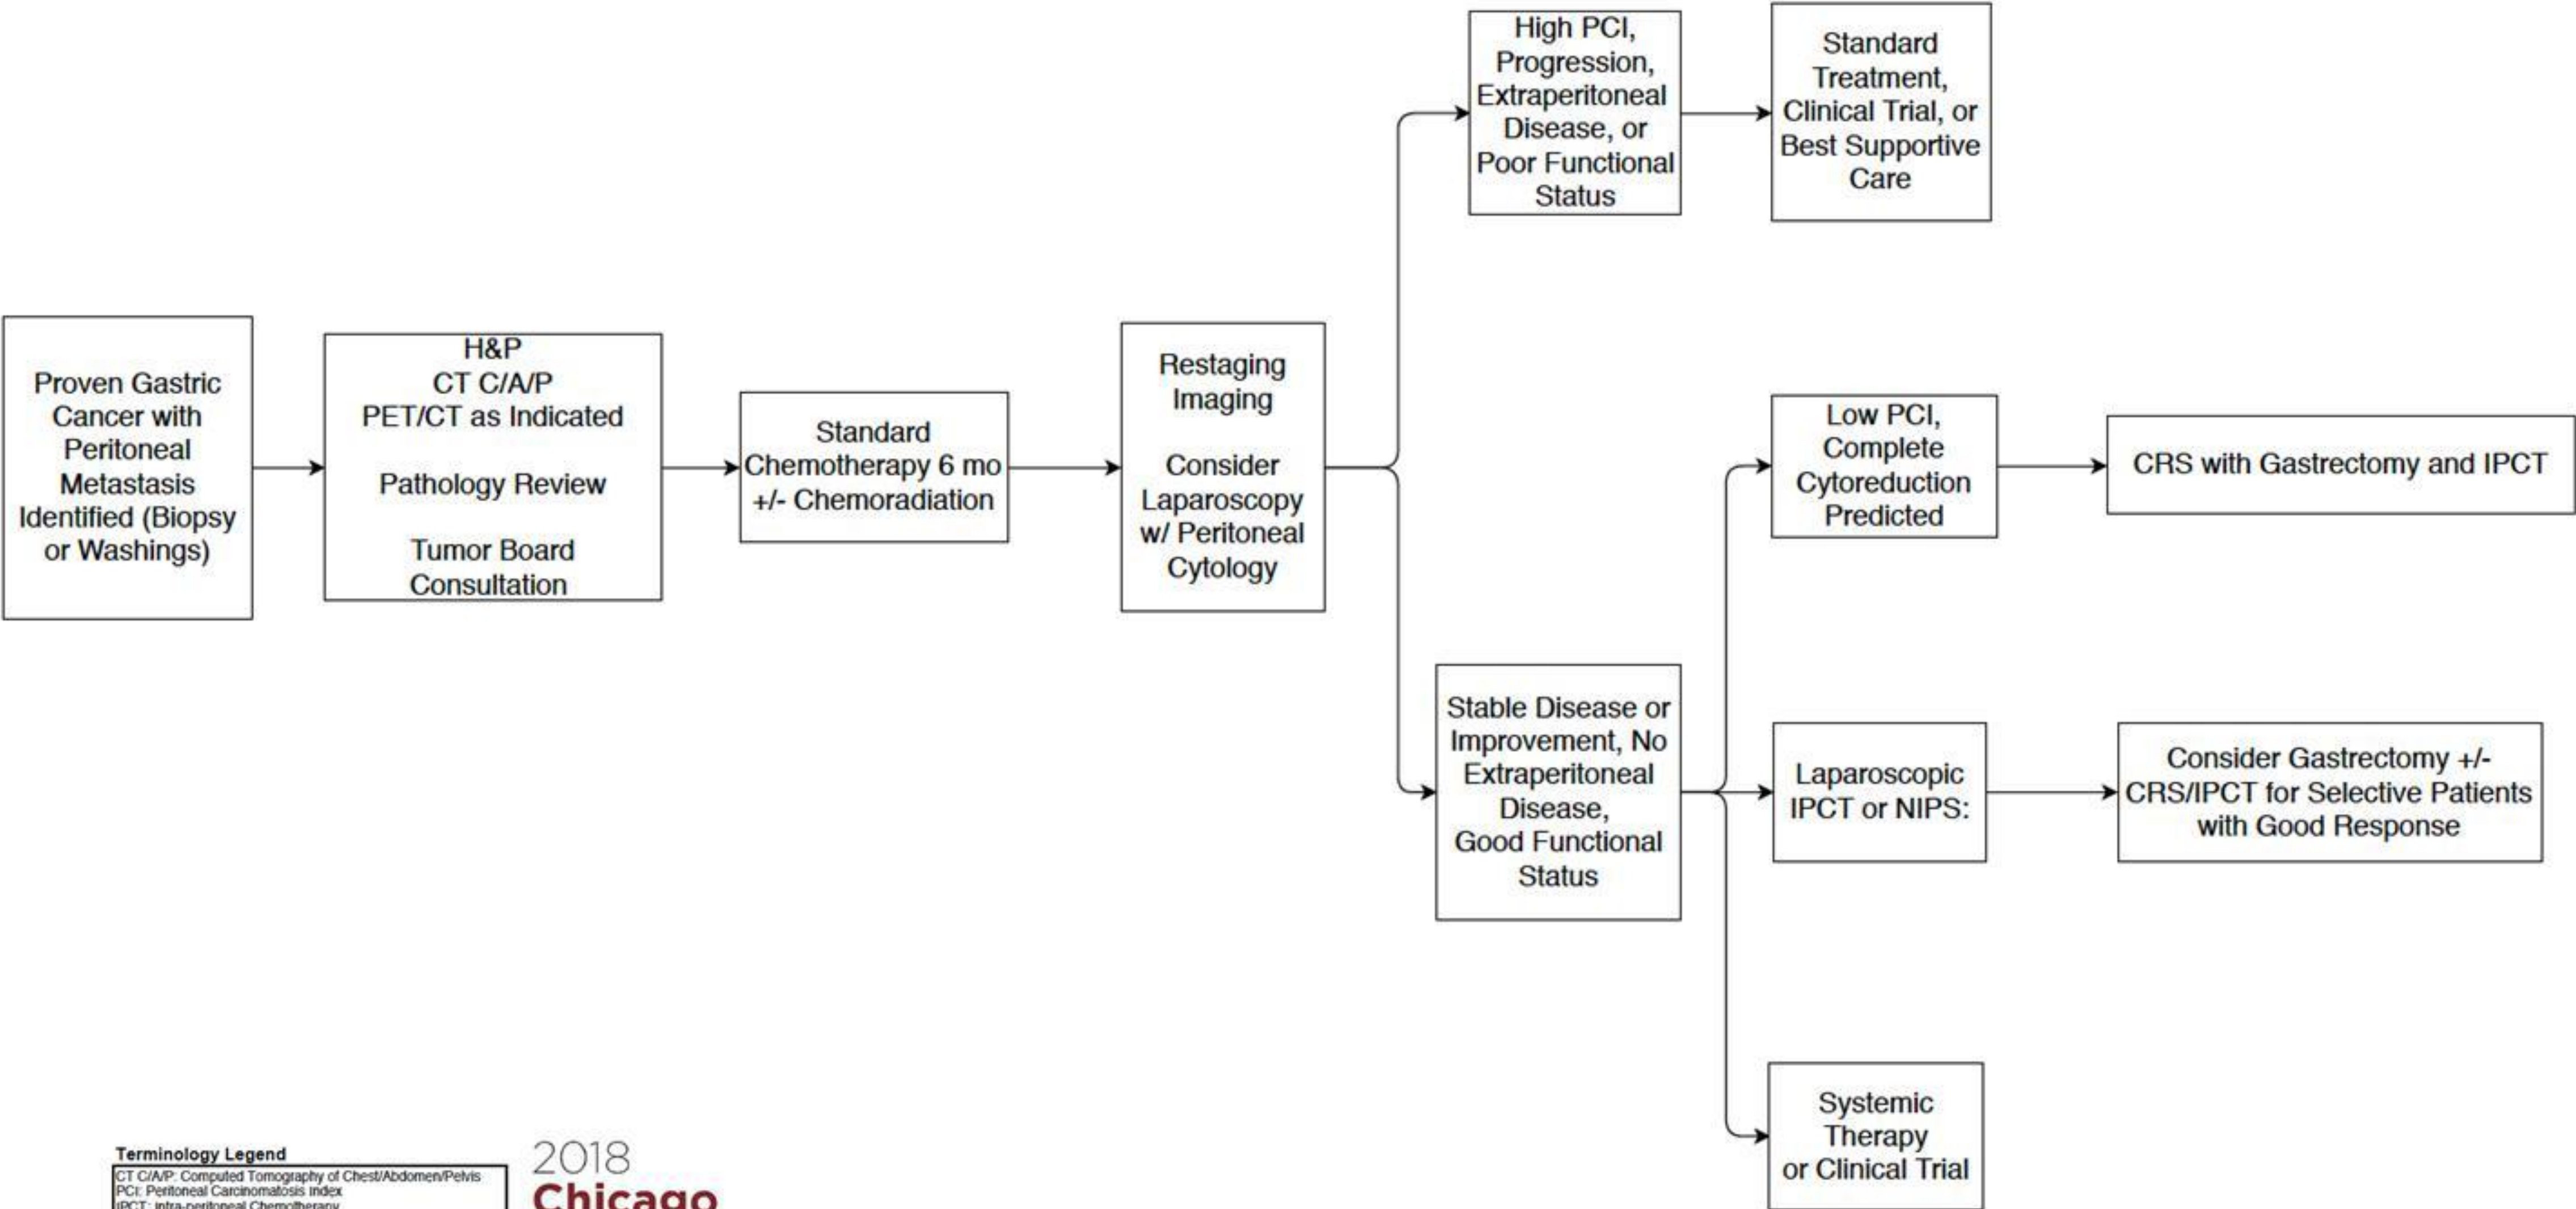 High PCI,
Progression,
Extraperitoneal
Disease, or
Poor Functional
Status
Standard
Treatment,
Clinical Trial, or
Best Supportive
Care
Proven Gastric
Cancer with
Peritoneal
Metastasis
Identified (Biopsy
or Washings)
H&P
CT C/A/P
PET/CT as Indicated
Pathology Review
Tumor Board
Consultation
Standard
Chemotherapy 6 mo
+/- Chemoradiation
Restaging
Imaging
Consider
Laparoscopy
w/ Peritoneal
Cytology
Low PCI,
Complete
Cytoreduction
Predicted
CRS with Gastrectomy and IPCT
Stable Disease or
Improvement, No
Extraperitoneal
Disease,
Good Functional
Status
Laparoscopic
IPCT or NIPS:
Consider Gastrectomy +/-
CRS/IPCT for Selective Patients
with Good Response
Systemic
Therapy
or Clinical Trial
Terminology Legend
CT C/A/P: Computed Tomography of Chest/Abdomen/Pelvis
PCI: Peritoneal Carcinomatosis Index
IPCT: Intra-peritoneal Chemotherapy
2018
Chicago